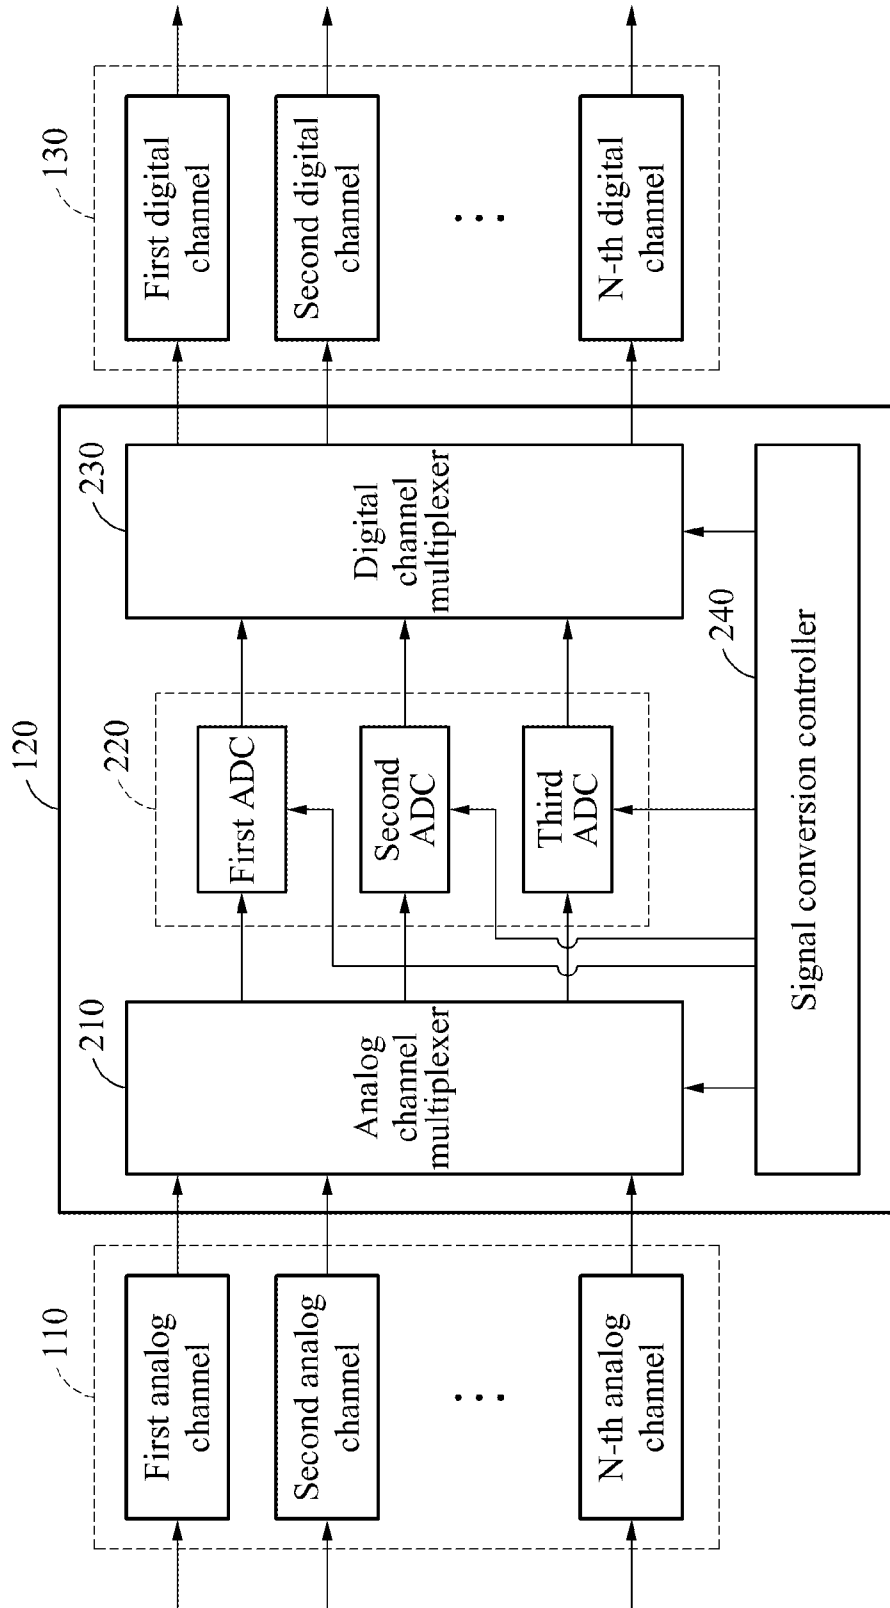 110
First analog
channel
Second analog
channel
...
N-th analog
channel
120
210
Analog
channel
multiplexer
220
First ADC
Second
ADC
Third
ADC
230
Digital
channel
multiplexer
240
Signal conversion controller
130
First digital
channel
Second digital
channel
...
N-th digital
channel